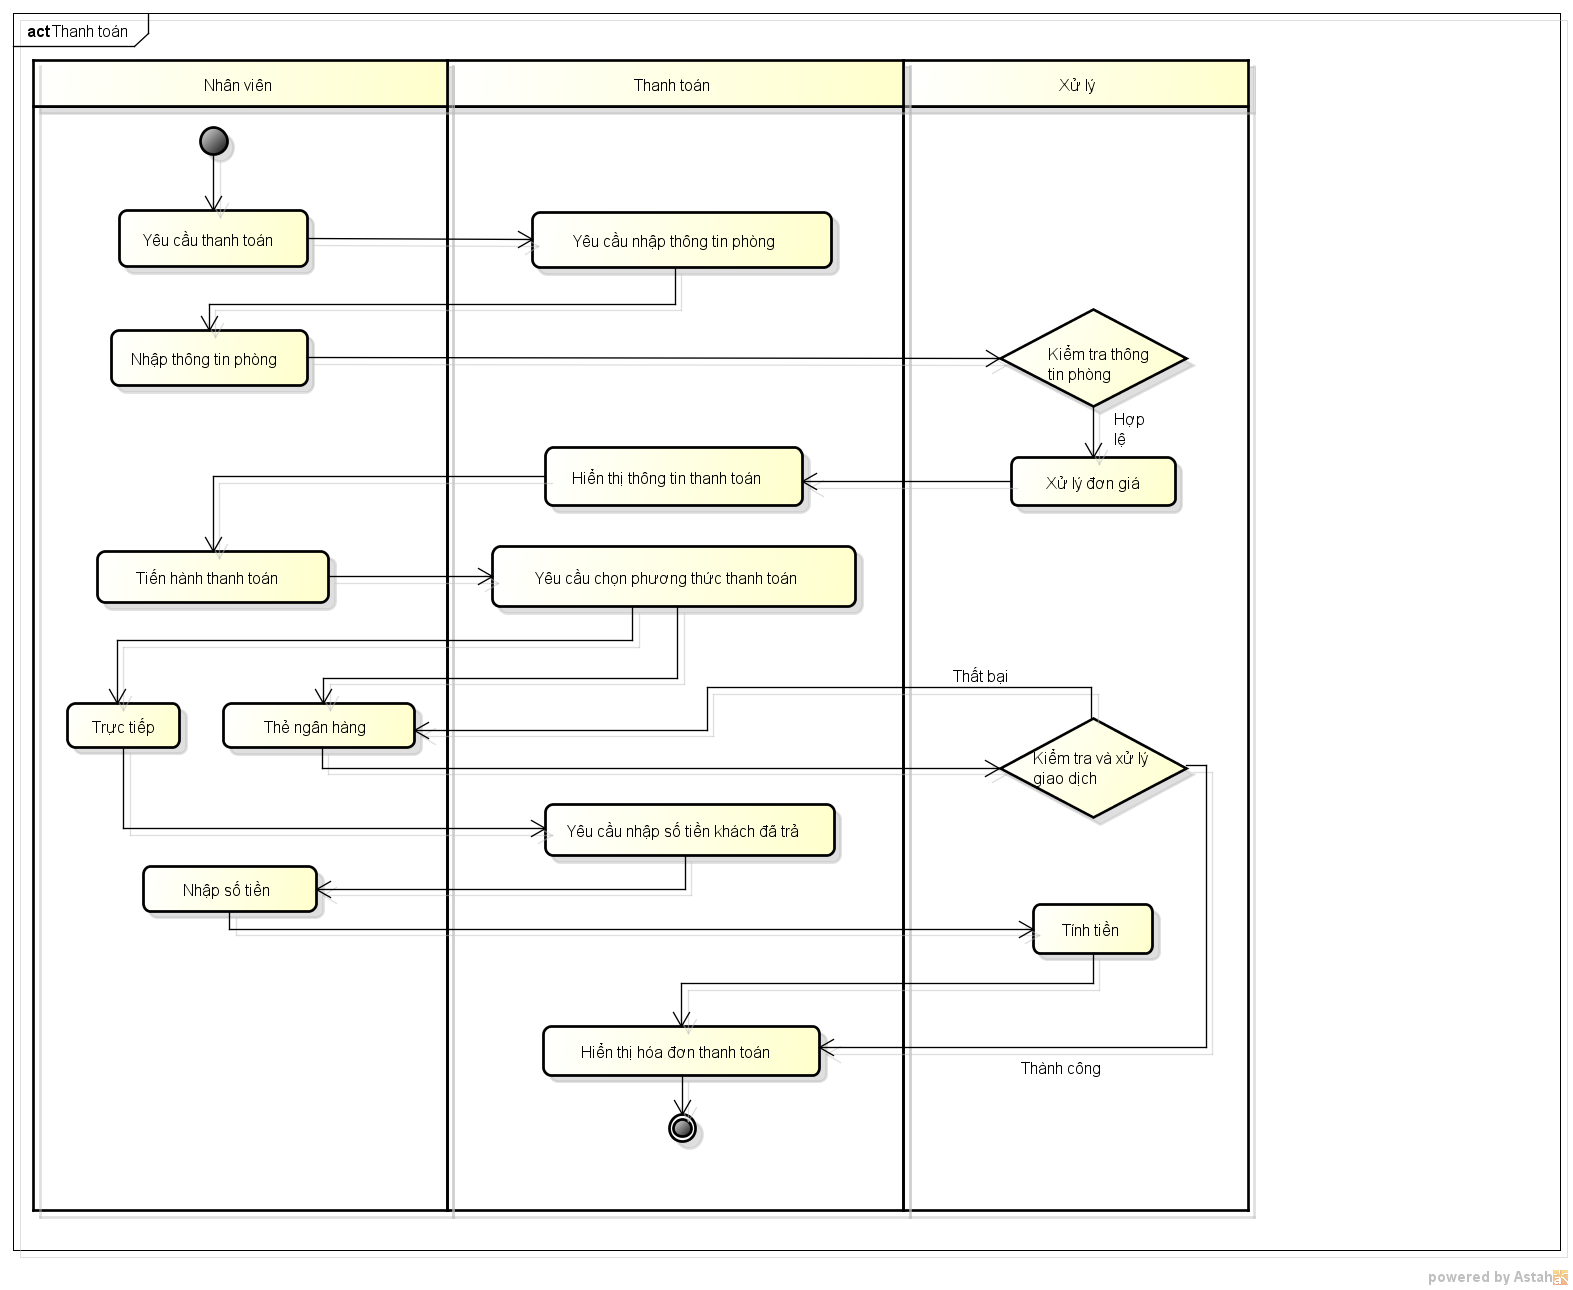 act Thanh toán
Nhân viên
Thanh toán
Xử lý
Yêu cầu thanh toán
Yêu cầu nhập thông tin phòng
Nhập thông tin phòng
Kiểm tra thông
tin phòng
Hợp
lệ
Hiển thị thông tin thanh toán
Xử lý đơn giá
Tiến hành thanh toán
Yêu cầu chọn phương thức thanh toán
Thất bại
Trực tiếp
Thẻ ngân hàng
Kiểm tra và xử lý
giao dịch
Yêu cầu nhập số tiền khách đã trả
Nhập số tiền
Tính tiền
Hiển thị hóa đơn thanh toán
Thành công
powered by Astah